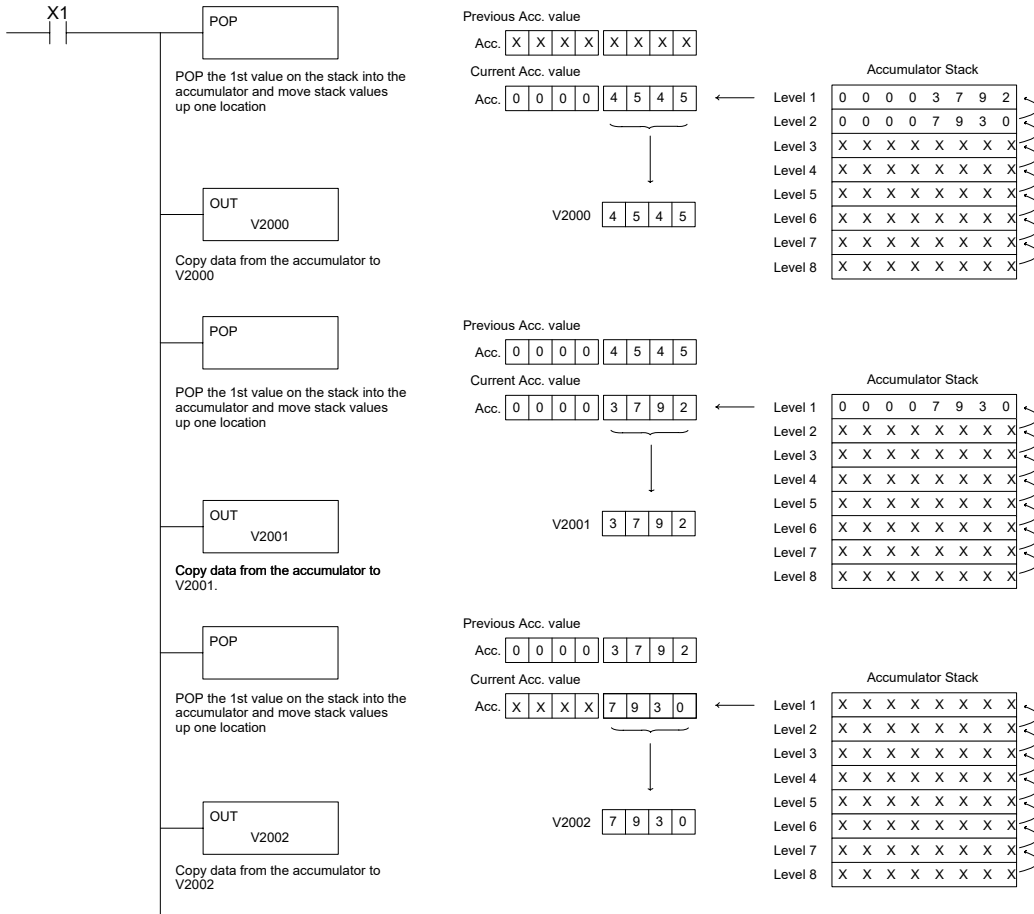 X1
POP
POP the 1st value on the stack into the
accumulator and move stack values
up one location
Previous Acc. value
Acc. X X X X X X X X
Current Acc. value
Acc. 0 0 0 0 4 5 4 5
Accumulator Stack
Level 1 0 0 0 0 3 7 9 2
Level 2 0 0 0 0 7 9 3 0
Level 3 X X X X X X X X
Level 4 X X X X X X X X
Level 5 X X X X X X X X
Level 6 X X X X X X X X
Level 7 X X X X X X X X
Level 8 X X X X X X X X
OUT
V2000
Copy data from the accumulator to
V2000
V2000 4 5 4 5
POP
POP the 1st value on the stack into the
accumulator and move stack values
up one location
Previous Acc. value
Acc. 0 0 0 0 4 5 4 5
Current Acc. value
Acc. 0 0 0 0 3 7 9 2
Accumulator Stack
Level 1 0 0 0 0 7 9 3 0
Level 2 X X X X X X X X
Level 3 X X X X X X X X
Level 4 X X X X X X X X
Level 5 X X X X X X X X
Level 6 X X X X X X X X
Level 7 X X X X X X X X
Level 8 X X X X X X X X
OUT
V2001
Copy data from the accumulator to
V2001.
V2001 3 7 9 2
POP
POP the 1st value on the stack into the
accumulator and move stack values
up one location
Previous Acc. value
Acc. 0 0 0 0 3 7 9 2
Current Acc. value
Acc. X X X X 7 9 3 0
Accumulator Stack
Level 1 X X X X X X X X
Level 2 X X X X X X X X
Level 3 X X X X X X X X
Level 4 X X X X X X X X
Level 5 X X X X X X X X
Level 6 X X X X X X X X
Level 7 X X X X X X X X
Level 8 X X X X X X X X
OUT
V2002
Copy data from the accumulator to
V2002
V2002 7 9 3 0